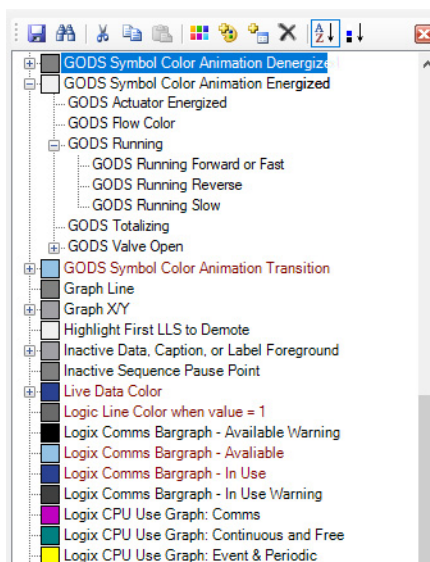 GODS Symbol Color Animation Denergized
GODS Symbol Color Animation Energized
GODS Actuator Energized
GODS Flow Color
GODS Running
GODS Running Forward or Fast
GODS Running Reverse
GODS Running Slow
GODS Totalizing
GODS Valve Open
GODS Symbol Color Animation Transition
Graph Line
Graph X/Y
Highlight First LLS to Demote
Inactive Data, Caption, or Label Foreground
Inactive Sequence Pause Point
Live Data Color
Logic Line Color when value = 1
Logix Comms Bargraph - Available Warning
Logix Comms Bargraph - Avaliable
Logix Comms Bargraph - In Use
Logix Comms Bargraph - In Use Warning
Logix CPU Use Graph: Comms
Logix CPU Use Graph: Continuous and Free
Logix CPU Use Graph: Event & Periodic